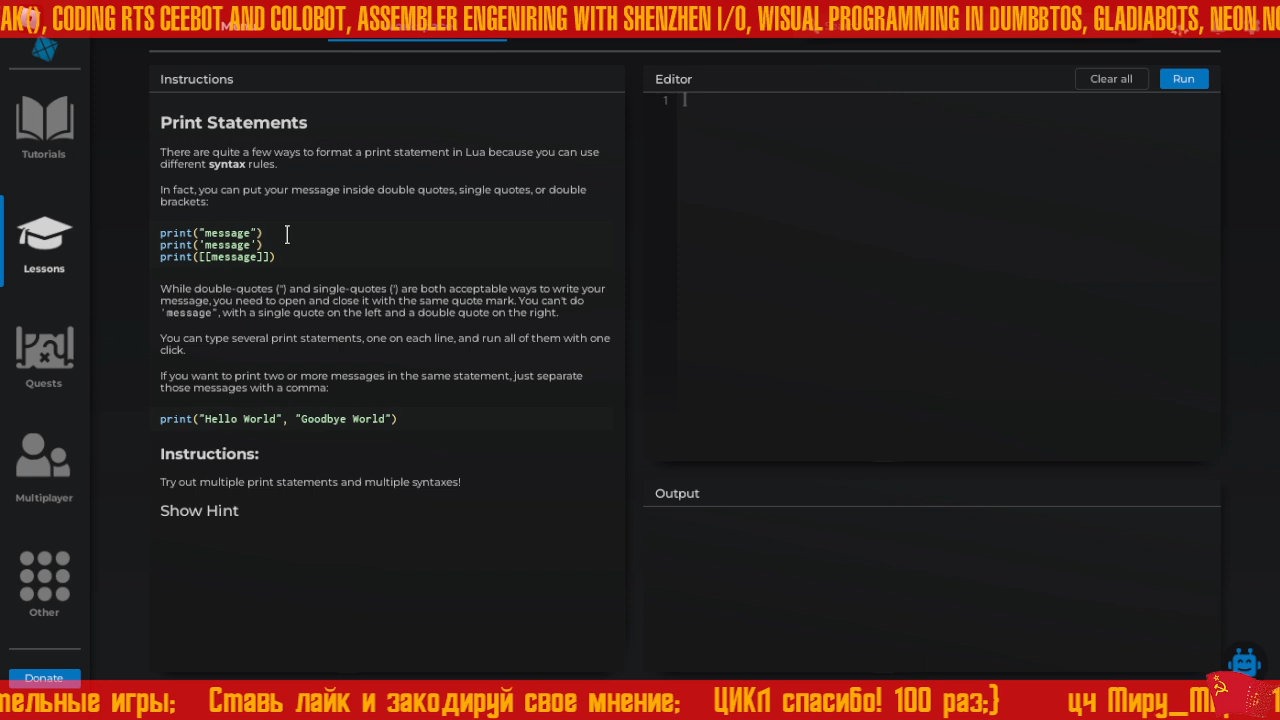 AK(), CODING RTS CEEBOT AND COLOBOT, ASSEMBLER ENGENIRING WITH SHENZHEN I/O, WISUAL PROGRAMMING IN DUMBBTOS, GLADIABOTS, NEON NO
Instructions
Editor
Clear all
Run
Tutorials
Lessons
Quests
Multiplayer
Other
Donate
Print Statements
There are quite a few ways to format a print statement in Lua because you can use
different syntax rules.
In fact, you can put your message inside double quotes, single quotes, or double
brackets:
print("message")
print('message')
print([[message]])
While double-quotes (") and single-quotes (') are both acceptable ways to write your
message, you need to open and close it with the same quote mark. You can't do
'message", with a single quote on the left and a double quote on the right.
You can type several print statements, one on each line, and run all of them with one
click.
If you want to print two or more messages in the same statement, just separate
those messages with a comma:
print("Hello World", "Goodbye World")
Instructions:
Try out multiple print statements and multiple syntaxes!
Show Hint
1
Output
тельные игры; Ставь лайк и закодируй свое мнение; ЦИКЛ спасибо! 100 раз;} цч Миру_М